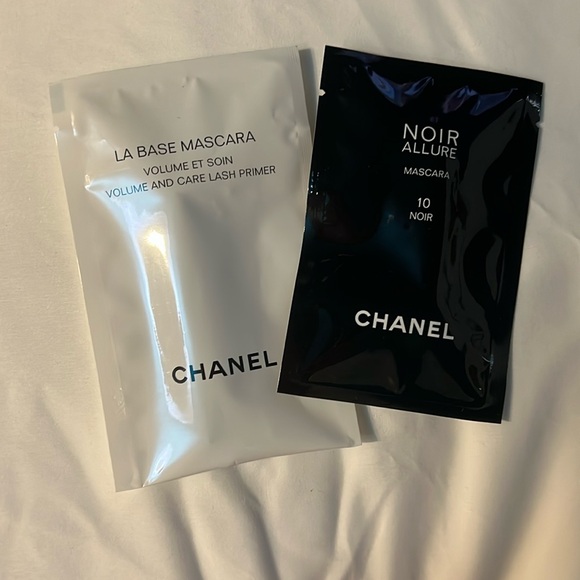 LA BASE MASCARA
VOLUME ET SOIN
VOLUME AND CARE LASH PRIMER
CHANEL
NOIR
ALLURE
MASCARA
10
NOIR
CHANEL